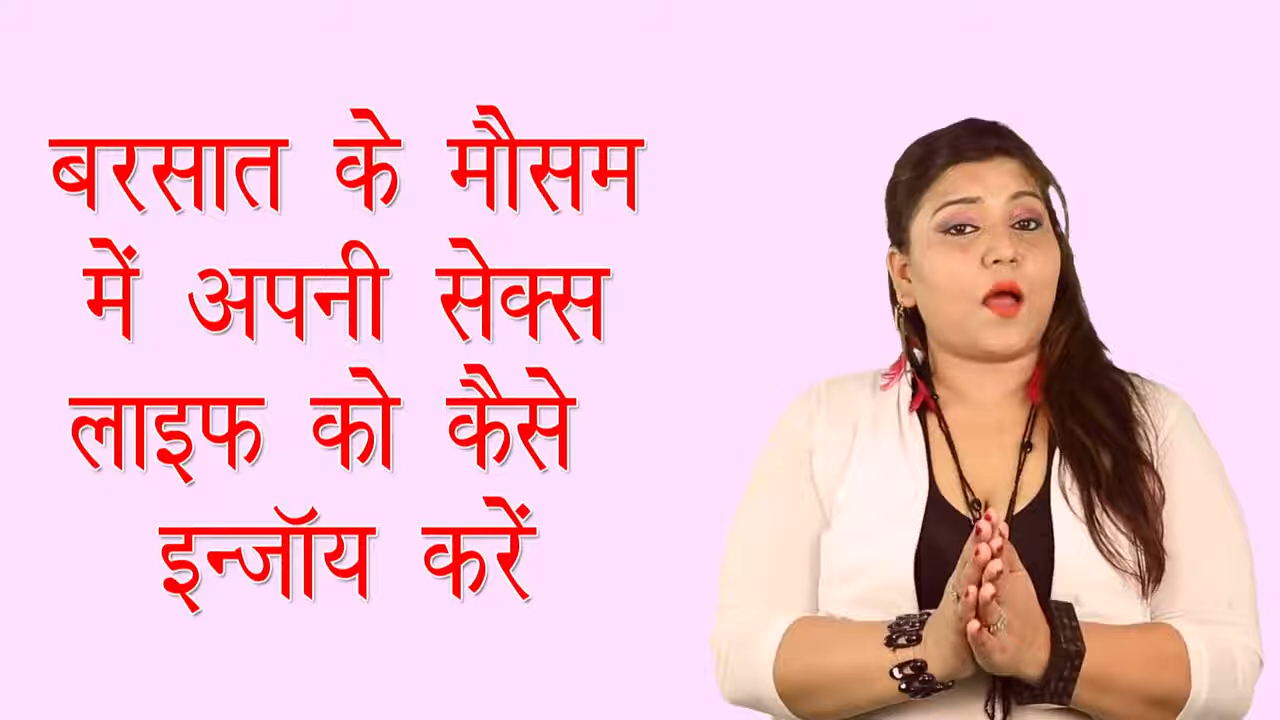 बरसात के मौसम
में अपनी सेक्स
लाइफ को कैसे
इन्जॉय करें